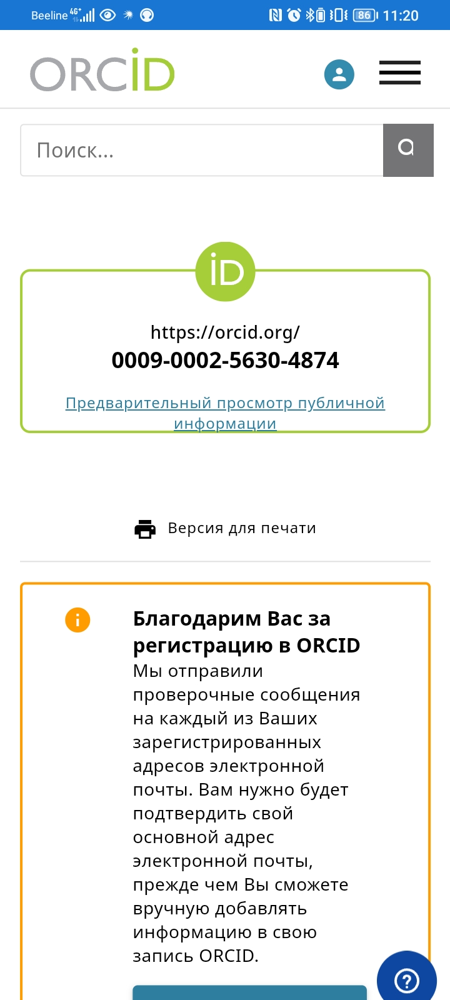 Beeline 4G+ 86 11:20
ORCiD
Поиск...
iD
https://orcid.org/
0009-0002-5630-4874
Предварительный просмотр публичной
информации
Версия для печати
Благодарим Вас за
регистрацию в ORCID
Мы отправили
проверочные сообщения
на каждый из Ваших
зарегистрированных
адресов электронной
почты. Вам нужно будет
подтвердить свой
основной адрес
электронной почты,
прежде чем Вы сможете
вручную добавлять
информацию в свою
запись ORCID.